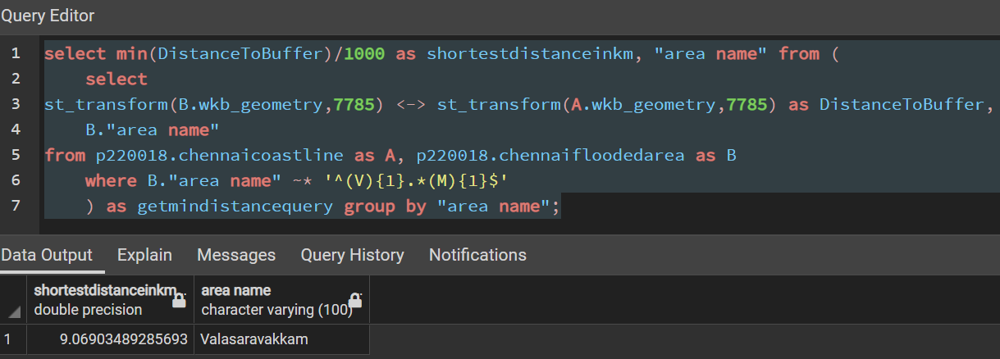 Query Editor
1 select min(DistanceToBuffer)/1000 as shortestdistanceinkm, "area name" from (
2 select
3 st_transform(B.wkb_geometry,7785) <-> st_transform(A.wkb_geometry,7785) as DistanceToBuffer,
4 B."area name"
5 from p220018.chennaicoastline as A, p220018.chennaifloodedarea as B
6 where B."area name" ~* '^(V){1}.*(M){1}$'
7 ) as getmindistancequery group by "area name";
Data Output Explain Messages Query History Notifications
shortestdistanceinkm area name
double precision character varying (100)
1 9.06903489285693 Valasaravakkam